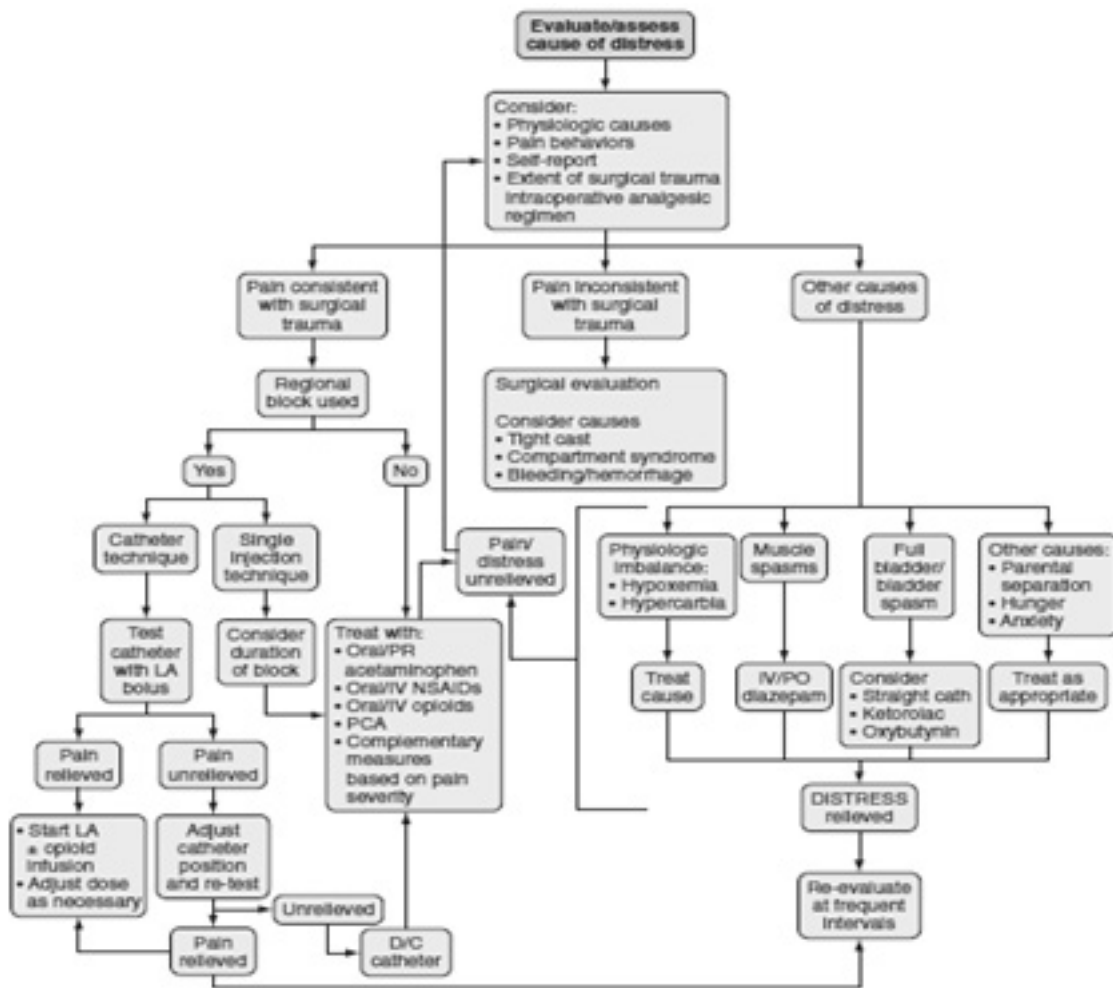 Evaluate/assess
cause of distress
Consider:
• Physiologic causes
• Pain behaviors
• Self-report
• Extent of surgical trauma
intraoperative analgesic
regimen
Pain consistent
with surgical
trauma
Pain inconsistent
with surgical
trauma
Other causes
of distress
Regional
block used
Surgical evaluation
Consider causes
• Tight cast
• Compartment syndrome
• Bleeding/hemorrhage
Yes
No
Catheter
technique
Single
injection
technique
Pain/
distress
unrelieved
Physiologic
imbalance:
• Hypoxemia
• Hypercarbia
Muscle
spasms
Full
bladder/
bladder
spasm
Other causes:
• Parental
separation
• Hunger
• Anxiety
Test
catheter
with LA
bolus
Consider
duration
of block
Treat with:
• Oral/PR
acetaminophen
• Oral/IV NSAIDs
• Oral/IV opioids
• PCA
• Complementary
measures
based on pain
severity
Treat
cause
IV/PO
diazepam
Consider
• Straight cath
• Ketorolac
• Oxybutynin
Treat as
appropriate
Pain
relieved
Pain
unrelieved
• Start LA
± opioid
infusion
• Adjust dose
as necessary
Adjust
catheter
position
and re-test
DISTRESS
relieved
Unrelieved
D/C
catheter
Pain
relieved
Re-evaluate
at frequent
intervals